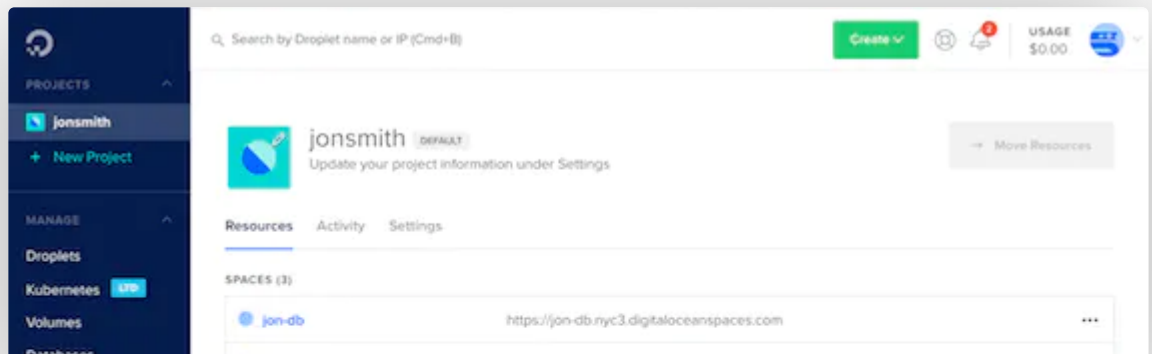 Search by Droplet name or IP (Cmd+B)
Create
2
USAGE
$0.00
PROJECTS
jonsmith
+ New Project
MANAGE
Droplets
Kubernetes LTD
Volumes
Databases
jonsmith DEFAULT
Update your project information under Settings
→ Move Resources
Resources Activity Settings
SPACES (3)
jon-db https://jon-db.nyc3.digitaloceanspaces.com